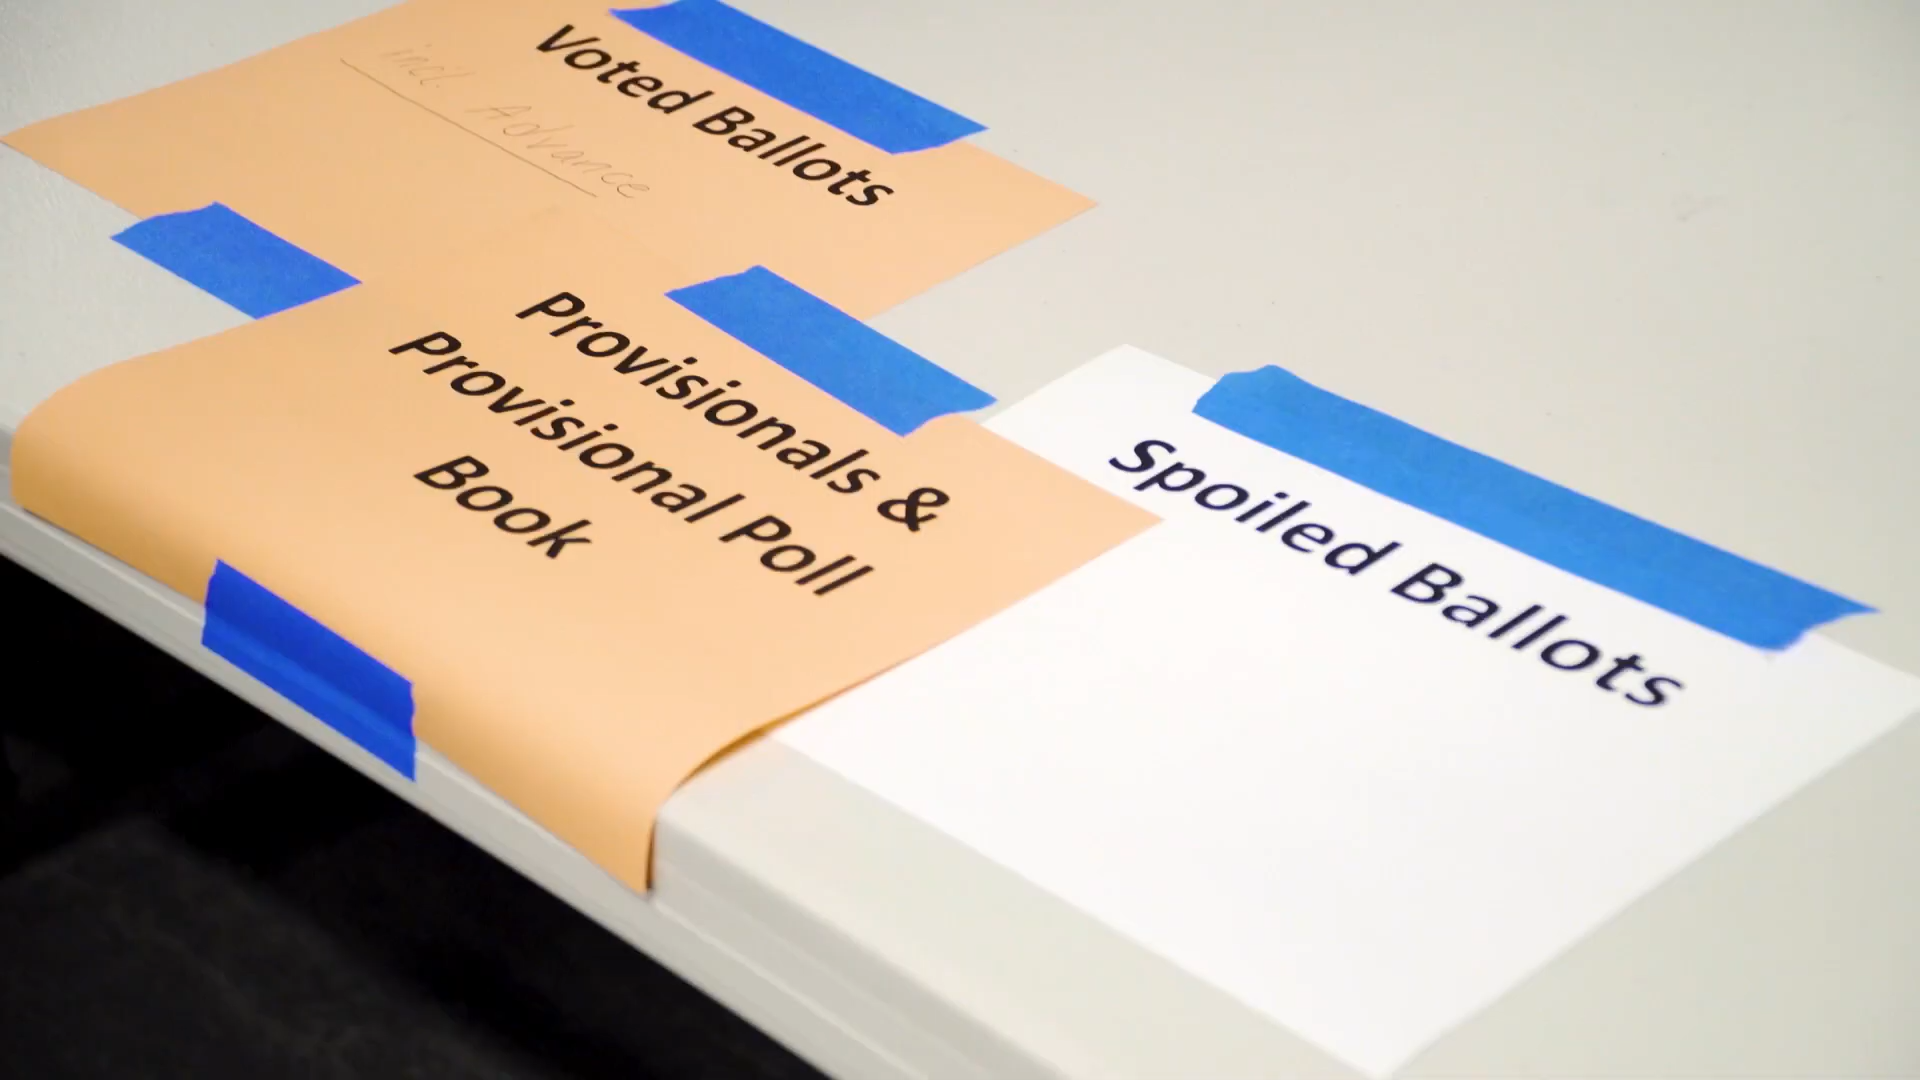 Voted Ballots
incl. Advance
Provisionals &
Provisional Poll
Book
Spoiled Ballots